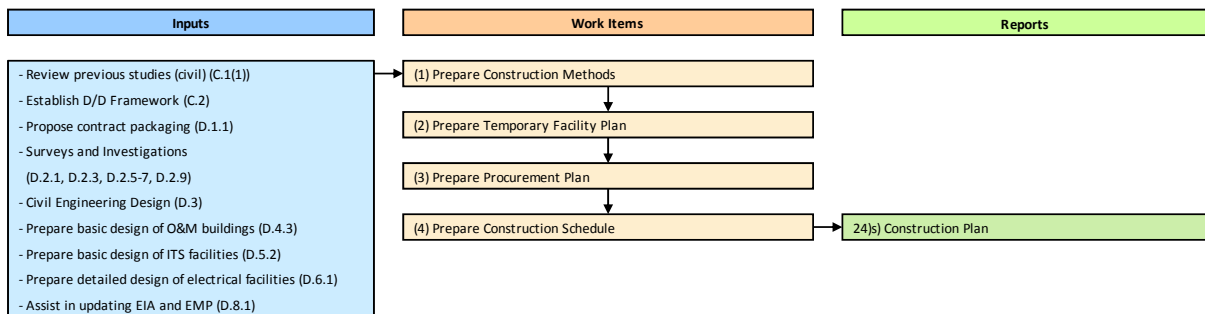 Inputs
Work Items
Reports
- Review previous studies (civil) (C.1(1))
- Establish D/D Framework (C.2)
- Propose contract packaging (D.1.1)
- Surveys and Investigations
(D.2.1, D.2.3, D.2.5-7, D.2.9)
- Civil Engineering Design (D.3)
- Prepare basic design of O&M buildings (D.4.3)
- Prepare basic design of ITS facilities (D.5.2)
- Prepare detailed design of electrical facilities (D.6.1)
- Assist in updating EIA and EMP (D.8.1)
(1) Prepare Construction Methods
(2) Prepare Temporary Facility Plan
(3) Prepare Procurement Plan
(4) Prepare Construction Schedule
24)s) Construction Plan